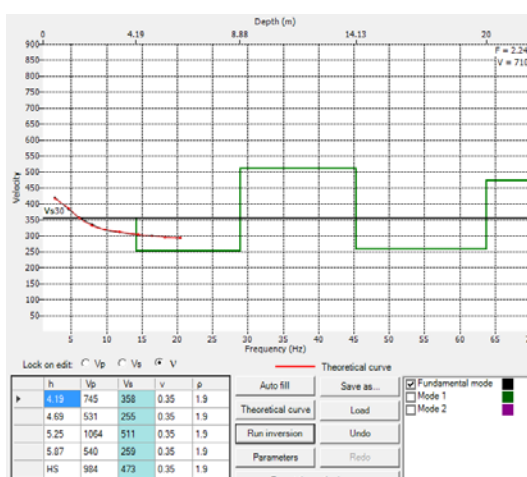 Depth (m)
0 4.19 8.88 14.13 20
F = 2.24
V = 710
900
850
800
750
700
650
600
550
500
450
400
350
300
250
200
150
100
50
Velocity
Vs30
5 10 15 20 25 30 35 40 45 50 55 60 65
Frequency (Hz)
Lock on edit: Vp Vs V
Theoretical curve
h Vp Vs v ρ
4.19 745 358 0.35 1.9
4.69 531 255 0.35 1.9
5.25 1064 511 0.35 1.9
5.87 540 259 0.35 1.9
HS 984 473 0.35 1.9
Auto fill Save as...
Theoretical curve Load
Run inversion Undo
Parameters Redo
Fundamental mode
Mode 1
Mode 2